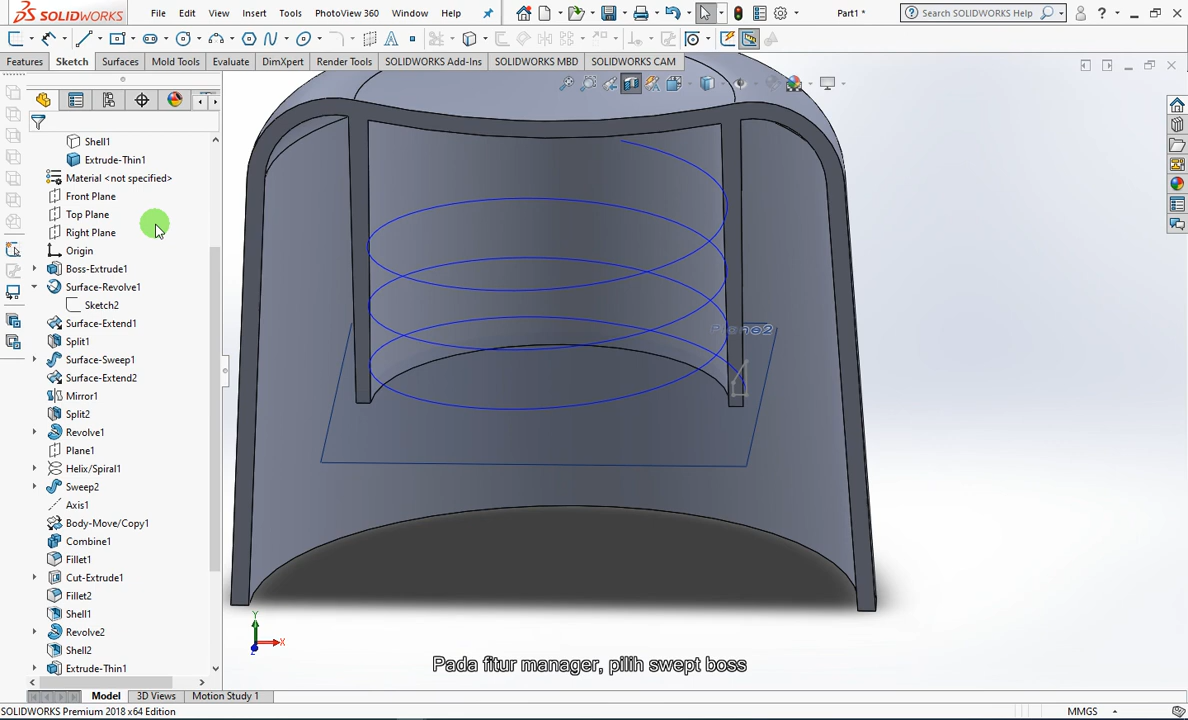 SOLIDWORKS
File Edit View Insert Tools PhotoView 360 Window Help
Part1 *
Search SOLIDWORKS Help
Features Sketch Surfaces Mold Tools Evaluate DimXpert Render Tools SOLIDWORKS Add-Ins SOLIDWORKS MBD SOLIDWORKS CAM
Shell1
Extrude-Thin1
Material <not specified>
Front Plane
Top Plane
Right Plane
Origin
Boss-Extrude1
Surface-Revolve1
Sketch2
Surface-Extend1
Split1
Surface-Sweep1
Surface-Extend2
Mirror1
Split2
Revolve1
Plane1
Helix/Spiral1
Sweep2
Axis1
Body-Move/Copy1
Combine1
Fillet1
Cut-Extrude1
Fillet2
Shell1
Revolve2
Shell2
Extrude-Thin1
Plane2
Y
X
Z
Pada fitur manager, pilih swept boss
Model 3D Views Motion Study 1
SOLIDWORKS Premium 2018 x64 Edition
MMGS